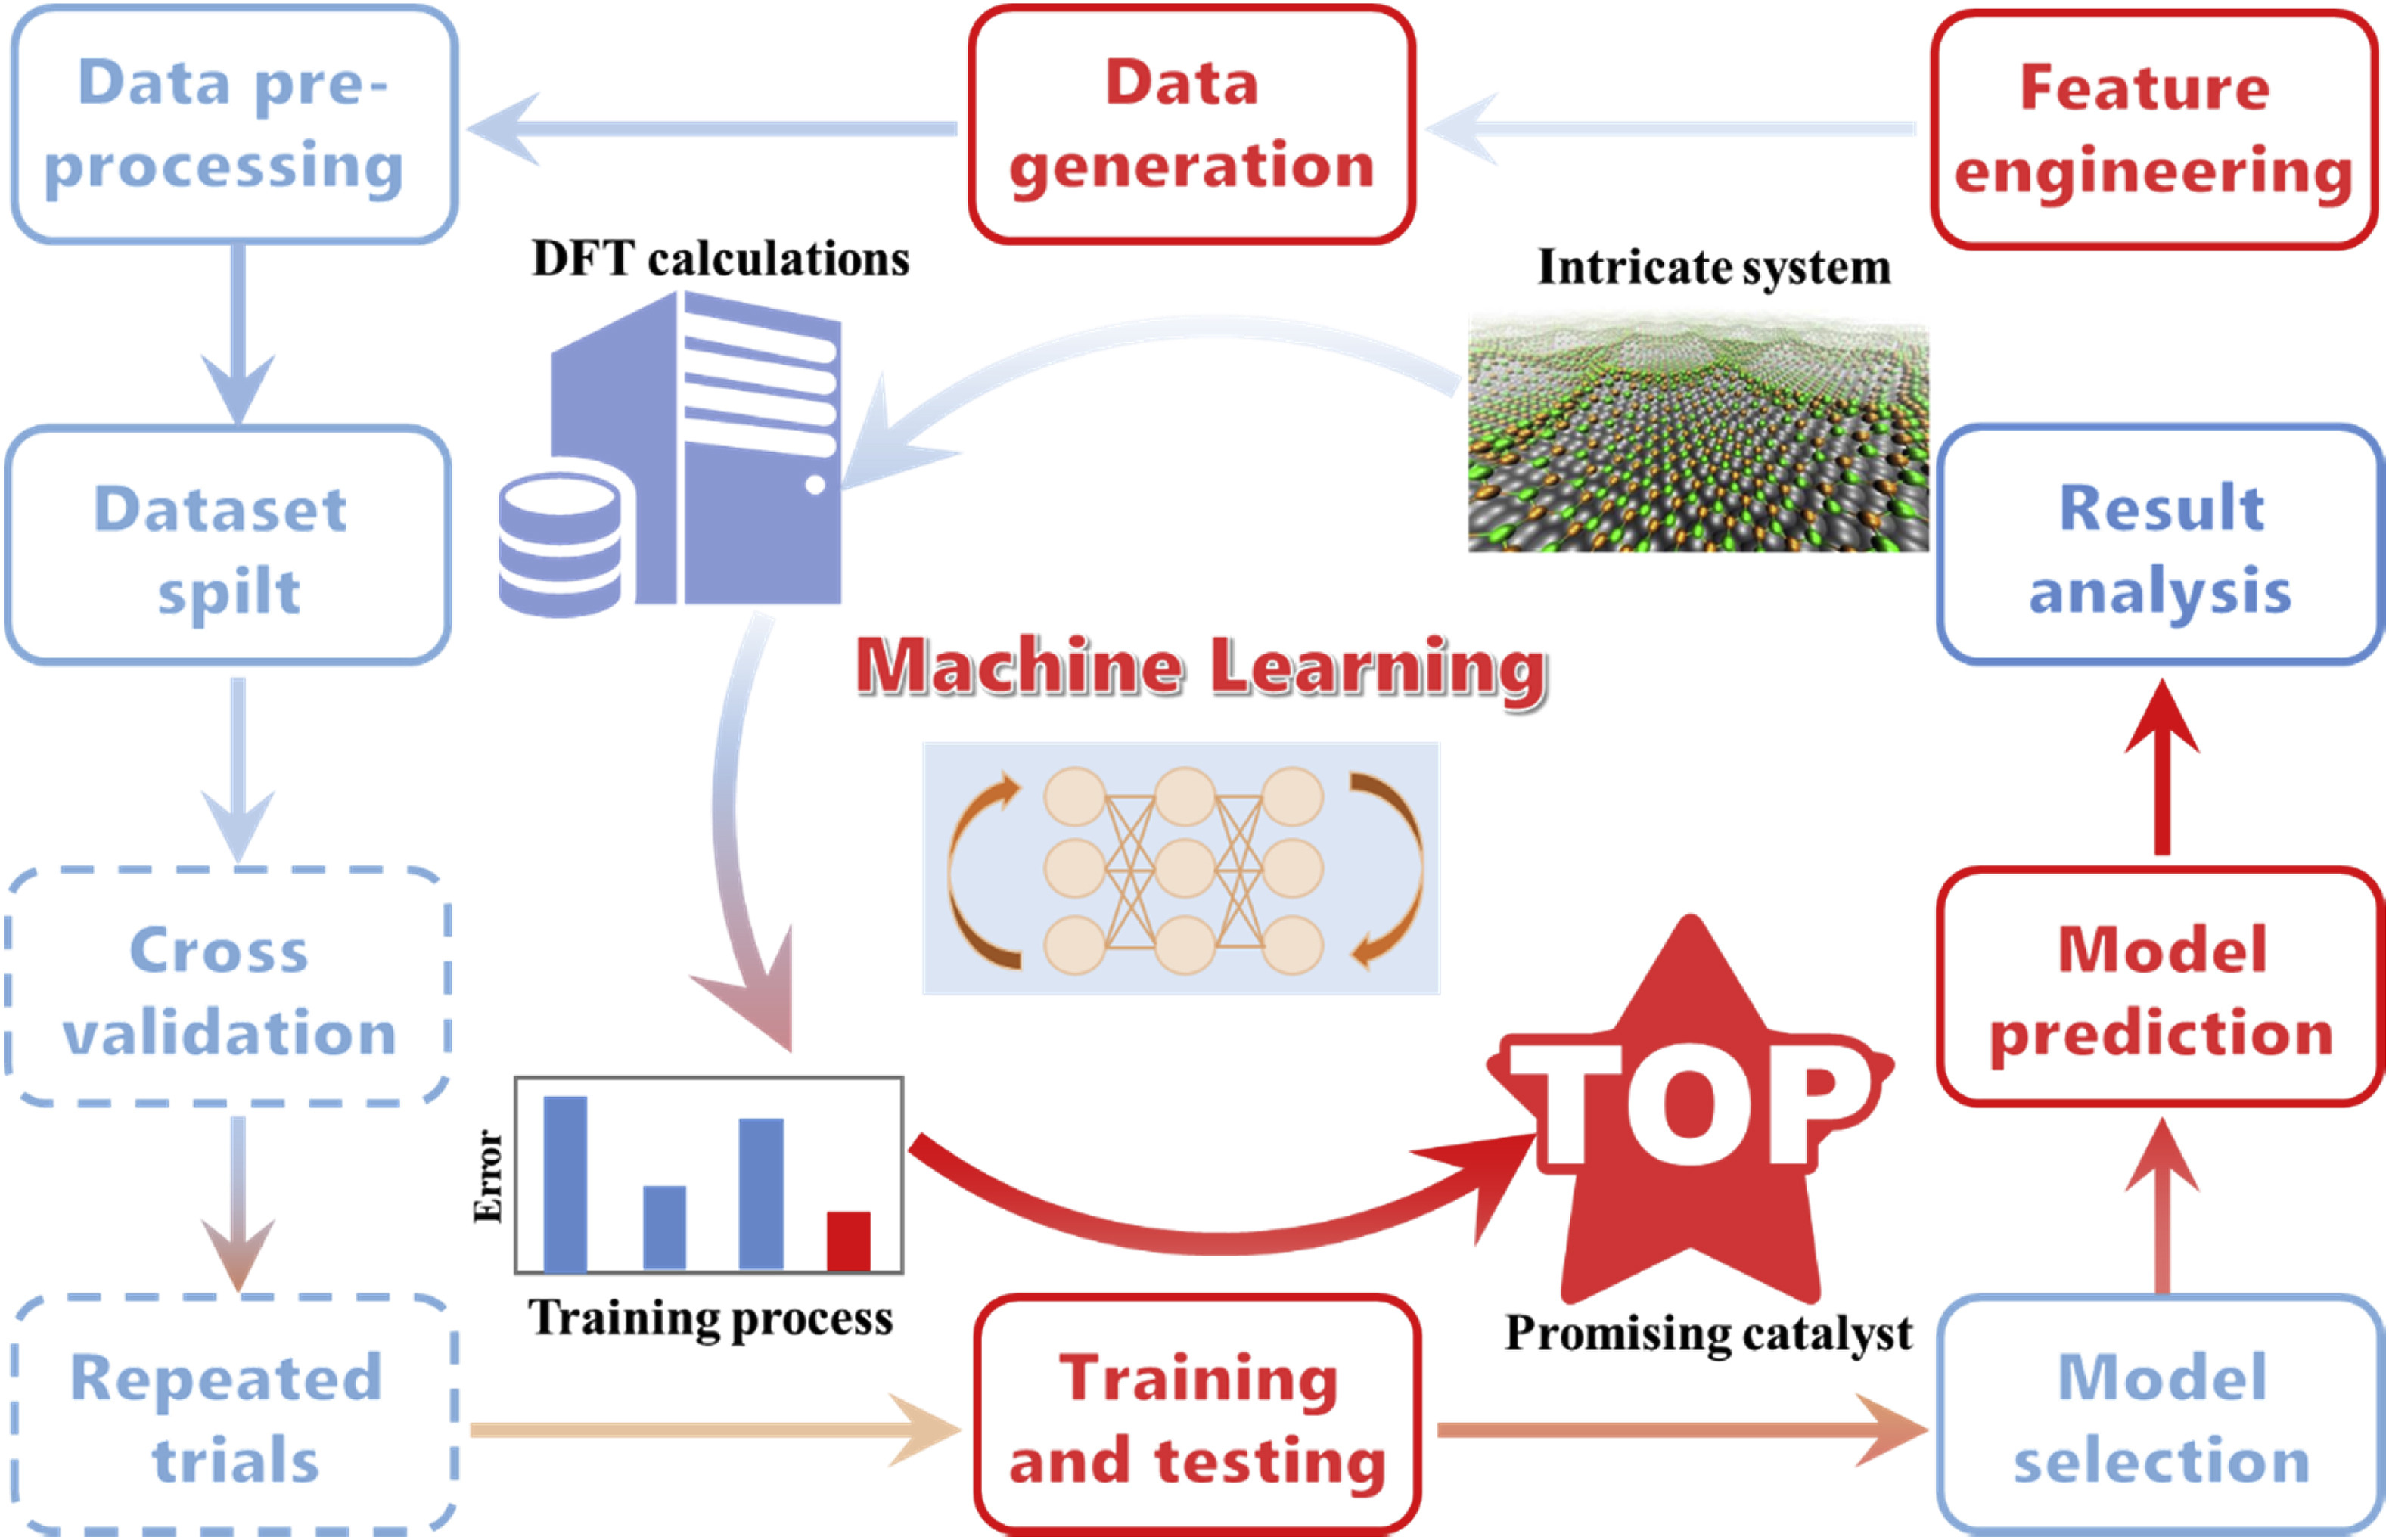 Data pre-
processing
Data
generation
Feature
engineering
DFT calculations
Intricate system
Dataset
spilt
Result
analysis
Machine Learning
Cross
validation
Model
prediction
TOP
Error
Training process
Promising catalyst
Repeated
trials
Training
and testing
Model
selection